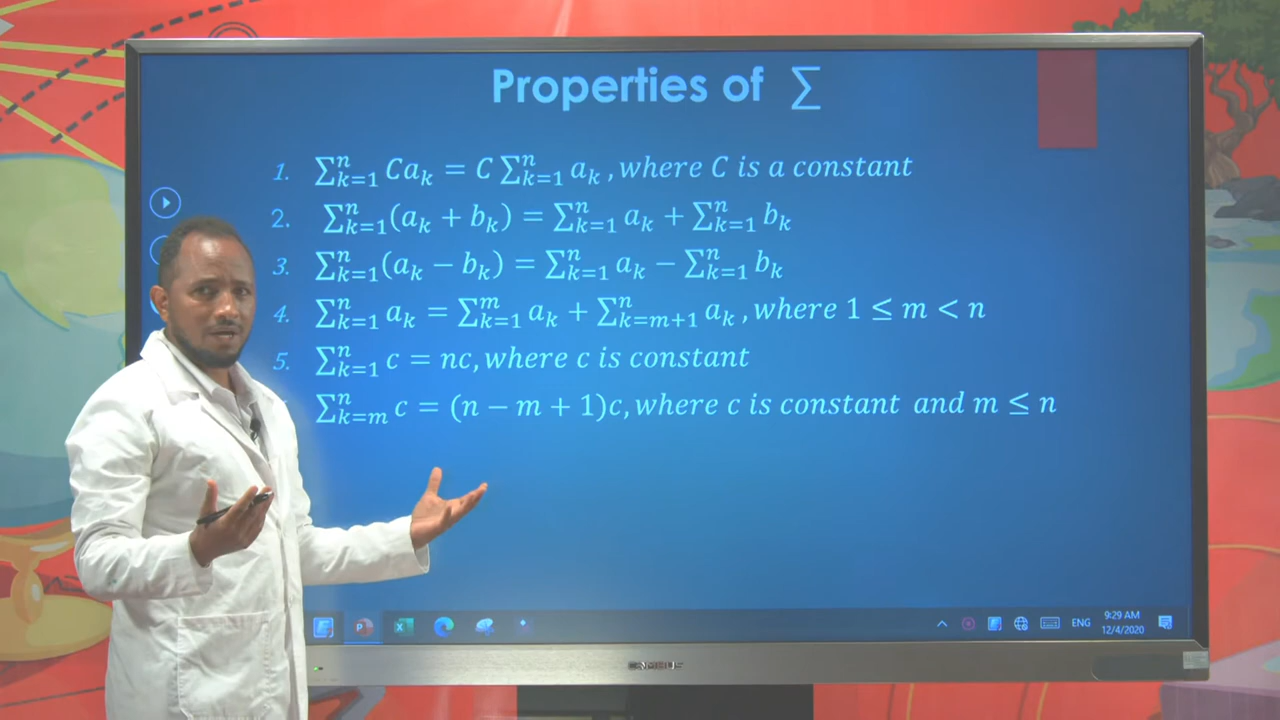 Properties of ∑
1. ∑ⁿₖ₌₁ Caₖ = C ∑ⁿₖ₌₁ aₖ , where C is a constant
2. ∑ⁿₖ₌₁(aₖ + bₖ) = ∑ⁿₖ₌₁ aₖ + ∑ⁿₖ₌₁ bₖ
3. ∑ⁿₖ₌₁(aₖ − bₖ) = ∑ⁿₖ₌₁ aₖ − ∑ⁿₖ₌₁ bₖ
4. ∑ⁿₖ₌₁ aₖ = ∑ᵐₖ₌₁ aₖ + ∑ⁿₖ₌ₘ₊₁ aₖ , where 1 ≤ m < n
5. ∑ⁿₖ₌₁ c = nc, where c is constant
∑ⁿₖ₌ₘ c = (n − m + 1)c, where c is constant and m ≤ n
ENG
9:29 AM
12/4/2020